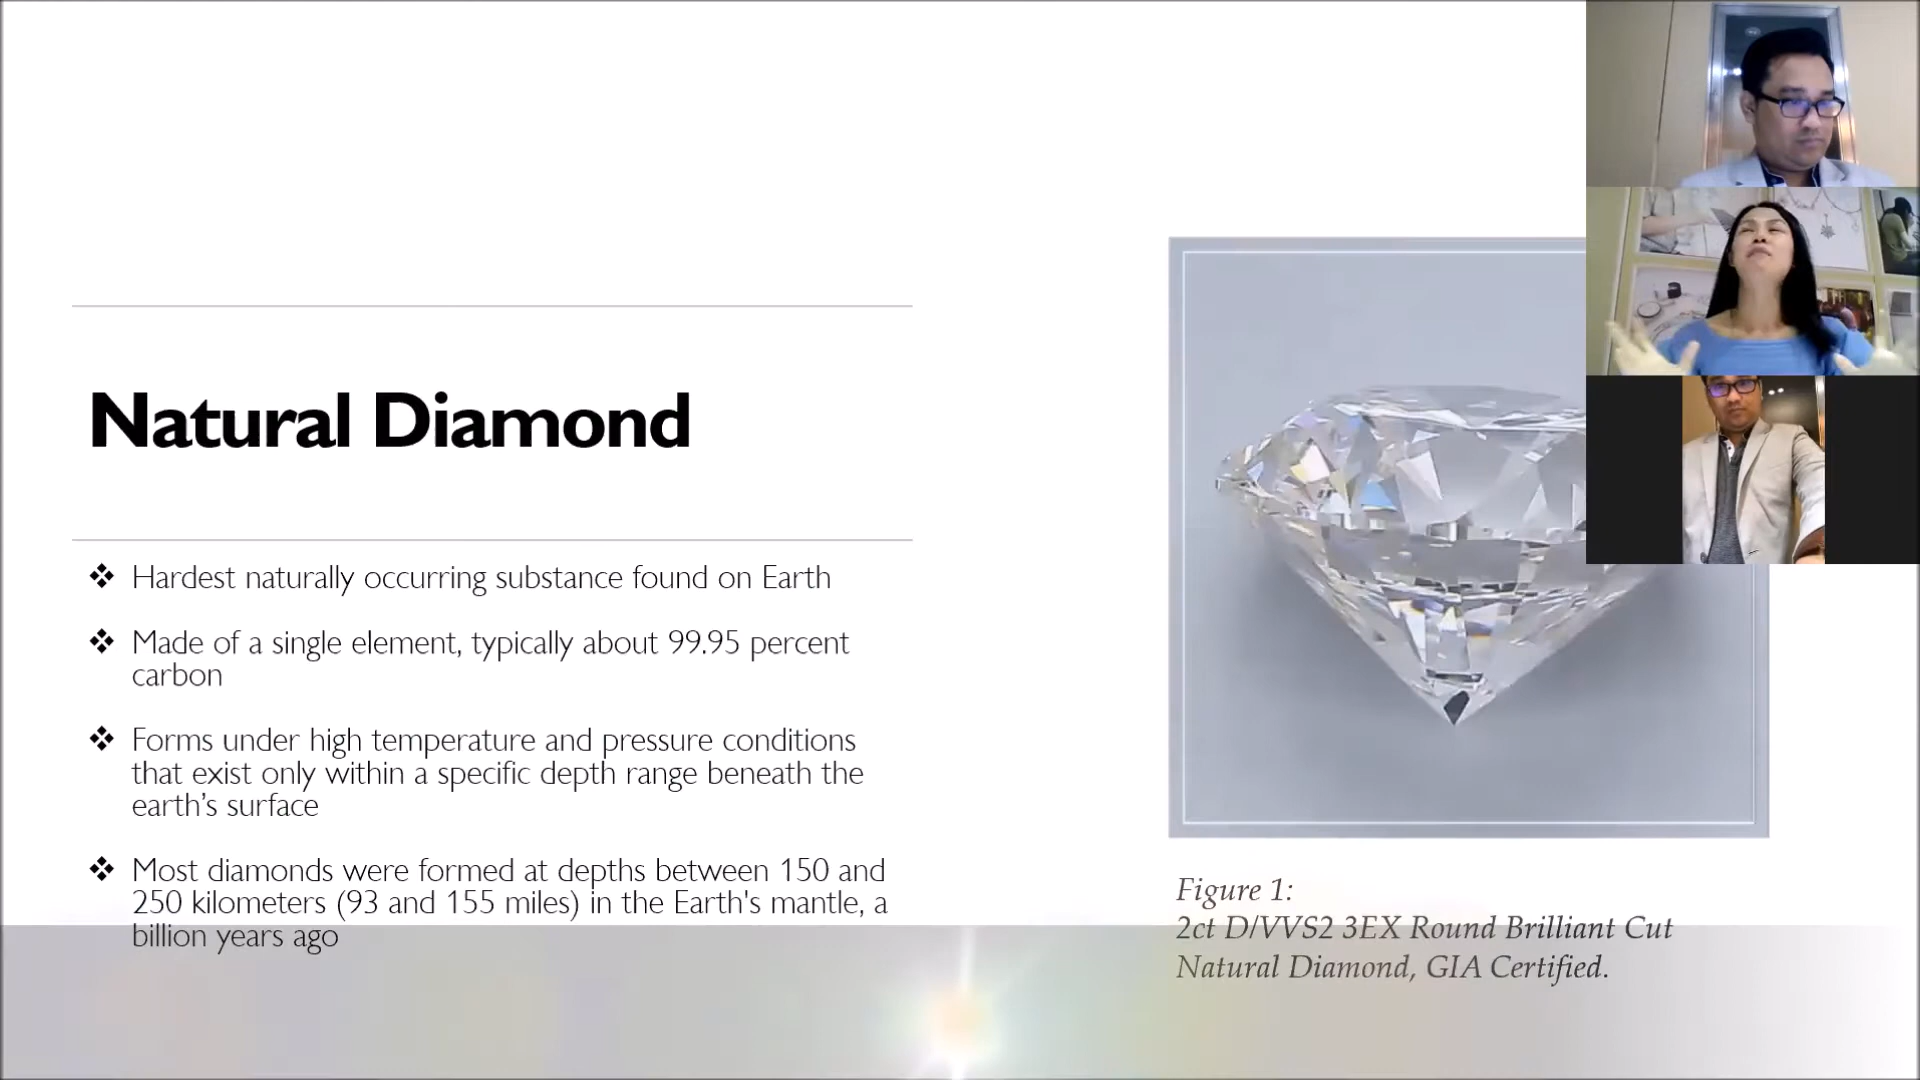 Natural Diamond
❖ Hardest naturally occurring substance found on Earth
❖ Made of a single element, typically about 99.95 percent
carbon
❖ Forms under high temperature and pressure conditions
that exist only within a specific depth range beneath the
earth’s surface
❖ Most diamonds were formed at depths between 150 and
250 kilometers (93 and 155 miles) in the Earth's mantle, a
billion years ago
Figure 1:
2ct D/VVS2 3EX Round Brilliant Cut
Natural Diamond, GIA Certified.